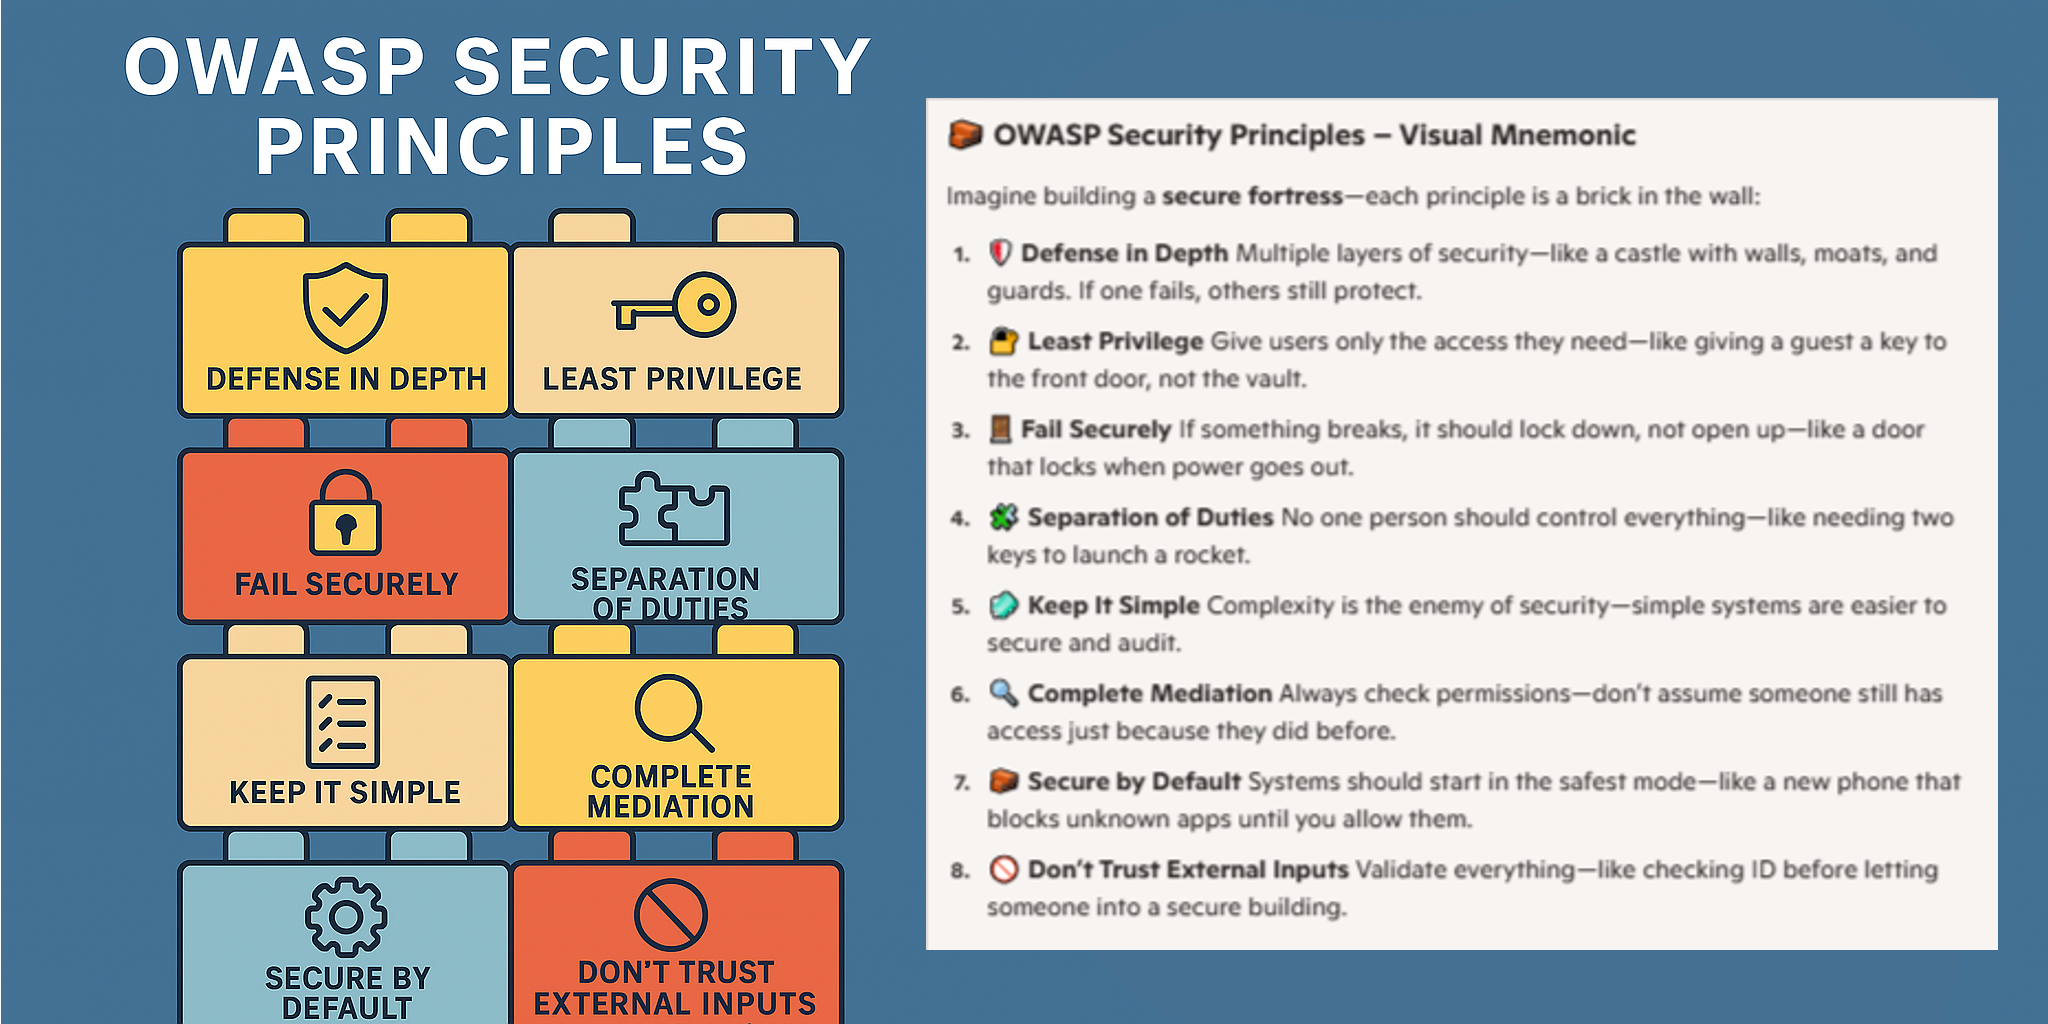 OWASP SECURITY
PRINCIPLES
DEFENSE IN DEPTH
LEAST PRIVILEGE
FAIL SECURELY
SEPARATION
OF DUTIES
KEEP IT SIMPLE
COMPLETE
MEDIATION
SECURE BY
DEFAULT
DON'T TRUST
EXTERNAL INPUTS
OWASP Security Principles – Visual Mnemonic
Imagine building a secure fortress—each principle is a brick in the wall:
1. Defense in Depth Multiple layers of security—like a castle with walls, moats, and
guards. If one fails, others still protect.
2. Least Privilege Give users only the access they need—like giving a guest a key to
the front door, not the vault.
3. Fail Securely If something breaks, it should lock down, not open up—like a door
that locks when power goes out.
4. Separation of Duties No one person should control everything—like needing two
keys to launch a rocket.
5. Keep It Simple Complexity is the enemy of security—simple systems are easier to
secure and audit.
6. Complete Mediation Always check permissions—don't assume someone still has
access just because they did before.
7. Secure by Default Systems should start in the safest mode—like a new phone that
blocks unknown apps until you allow them.
8. Don't Trust External Inputs Validate everything—like checking ID before letting
someone into a secure building.